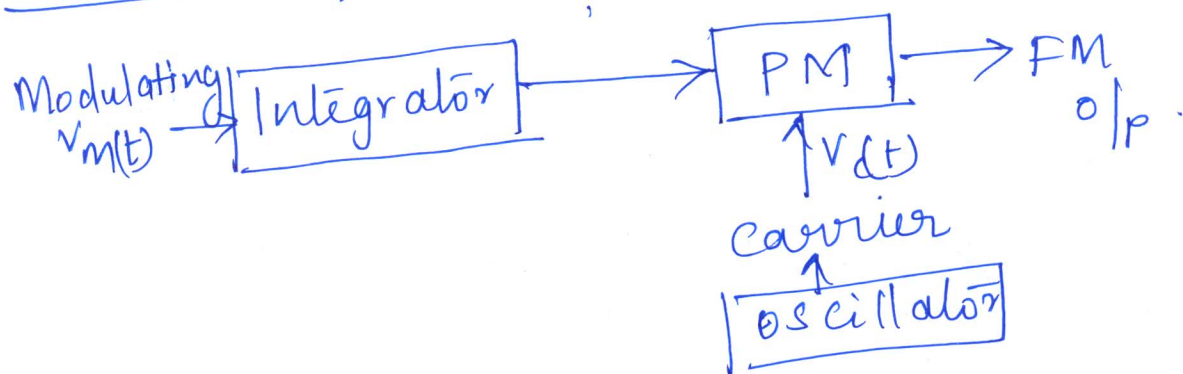 Modulating
Vm(t)
Integrator
PM
FM
o/p.
Vc(t)
Carrier
Oscillator